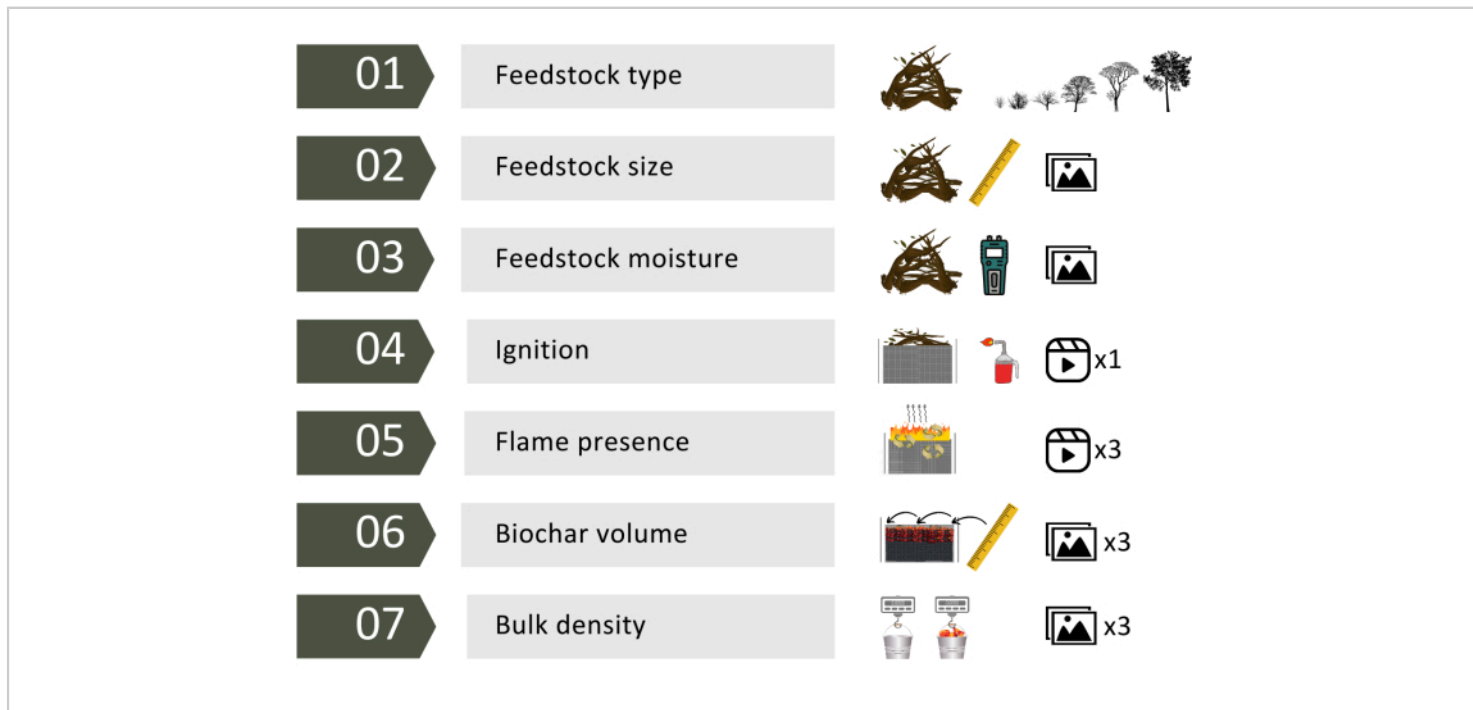 01 Feedstock type
02 Feedstock size
03 Feedstock moisture
04 Ignition x1
05 Flame presence x3
06 Biochar volume x3
07 Bulk density x3